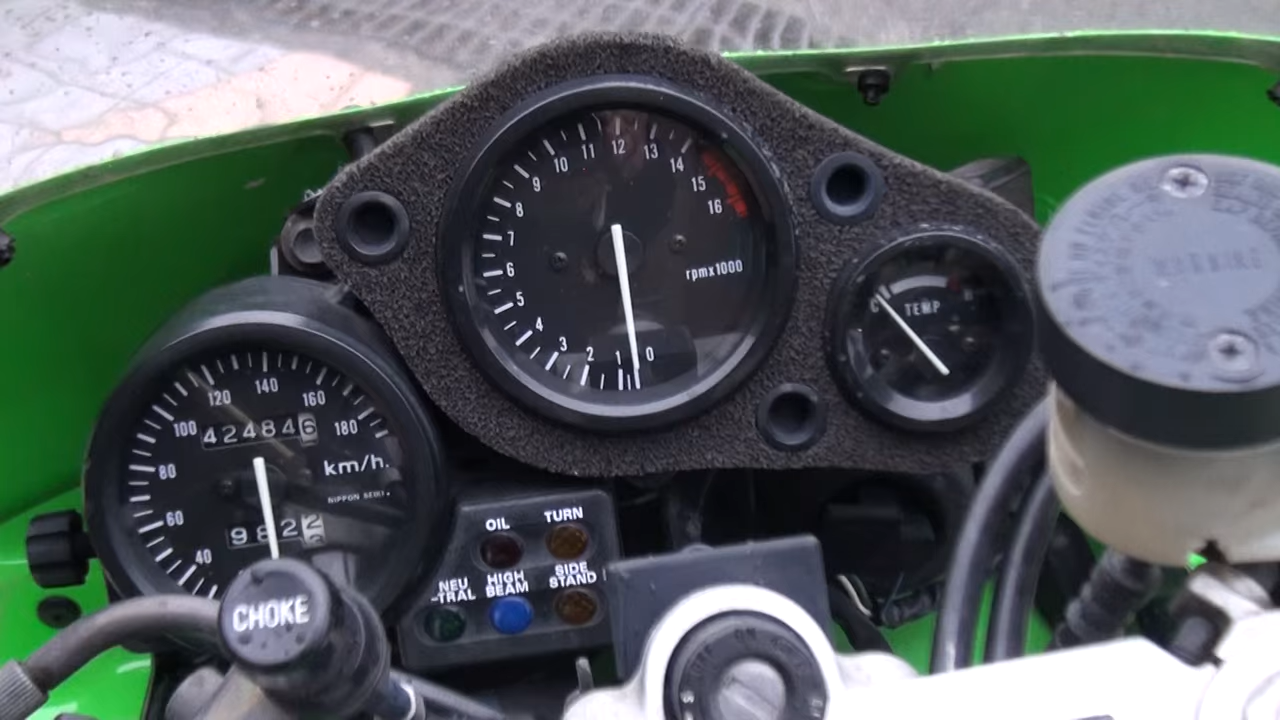 12
11
13
10
14
9
15
8
16
7
rpmx1000
6
5
4
3
2
1
0
C
TEMP
H
140
120
160
100
180
424846
km/h.
80
NIPPON SEIKI.
60
9822
40
OIL
TURN
NEU
-TRAL
HIGH
BEAM
SIDE
STAND
CHOKE
ON